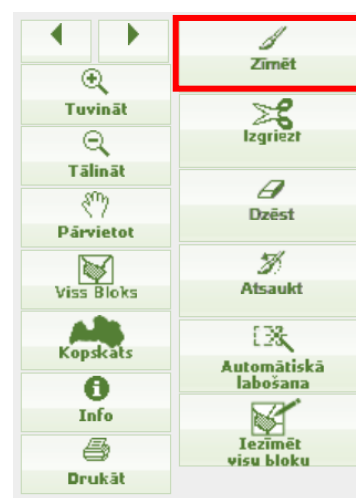 Tuvināt
Tālināt
Pārvietot
Viss Bloks
Kopskats
Info
Drukāt
Zīmēt
Izgriezt
Dzēst
Atsaukt
Automātiskā
labošana
Iezīmēt
visu bloku